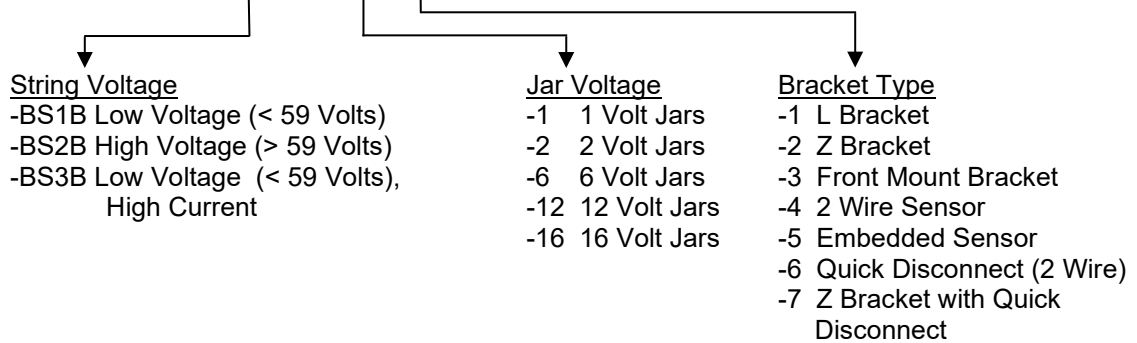 String Voltage
-BS1B Low Voltage (< 59 Volts)
-BS2B High Voltage (> 59 Volts)
-BS3B Low Voltage (< 59 Volts),
High Current
Jar Voltage
-1 1 Volt Jars
-2 2 Volt Jars
-6 6 Volt Jars
-12 12 Volt Jars
-16 16 Volt Jars
Bracket Type
-1 L Bracket
-2 Z Bracket
-3 Front Mount Bracket
-4 2 Wire Sensor
-5 Embedded Sensor
-6 Quick Disconnect (2 Wire)
-7 Z Bracket with Quick
Disconnect